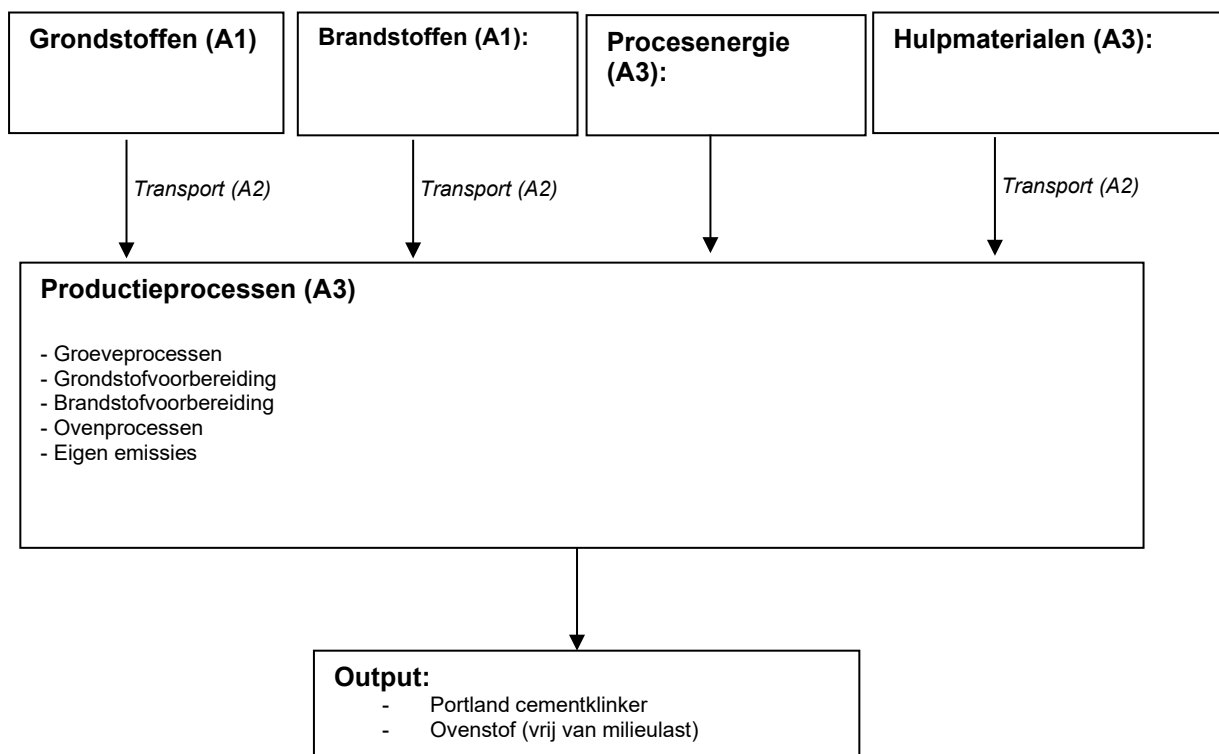 Grondstoffen (A1)
Brandstoffen (A1):
Procesenergie
(A3):
Hulpmaterialen (A3):
Transport (A2)
Transport (A2)
Transport (A2)
Productieprocessen (A3)
- Groeveprocessen
- Grondstofvoorbereiding
- Brandstofvoorbereiding
- Ovenprocessen
- Eigen emissies
Output:
- Portland cementklinker
- Ovenstof (vrij van milieulast)